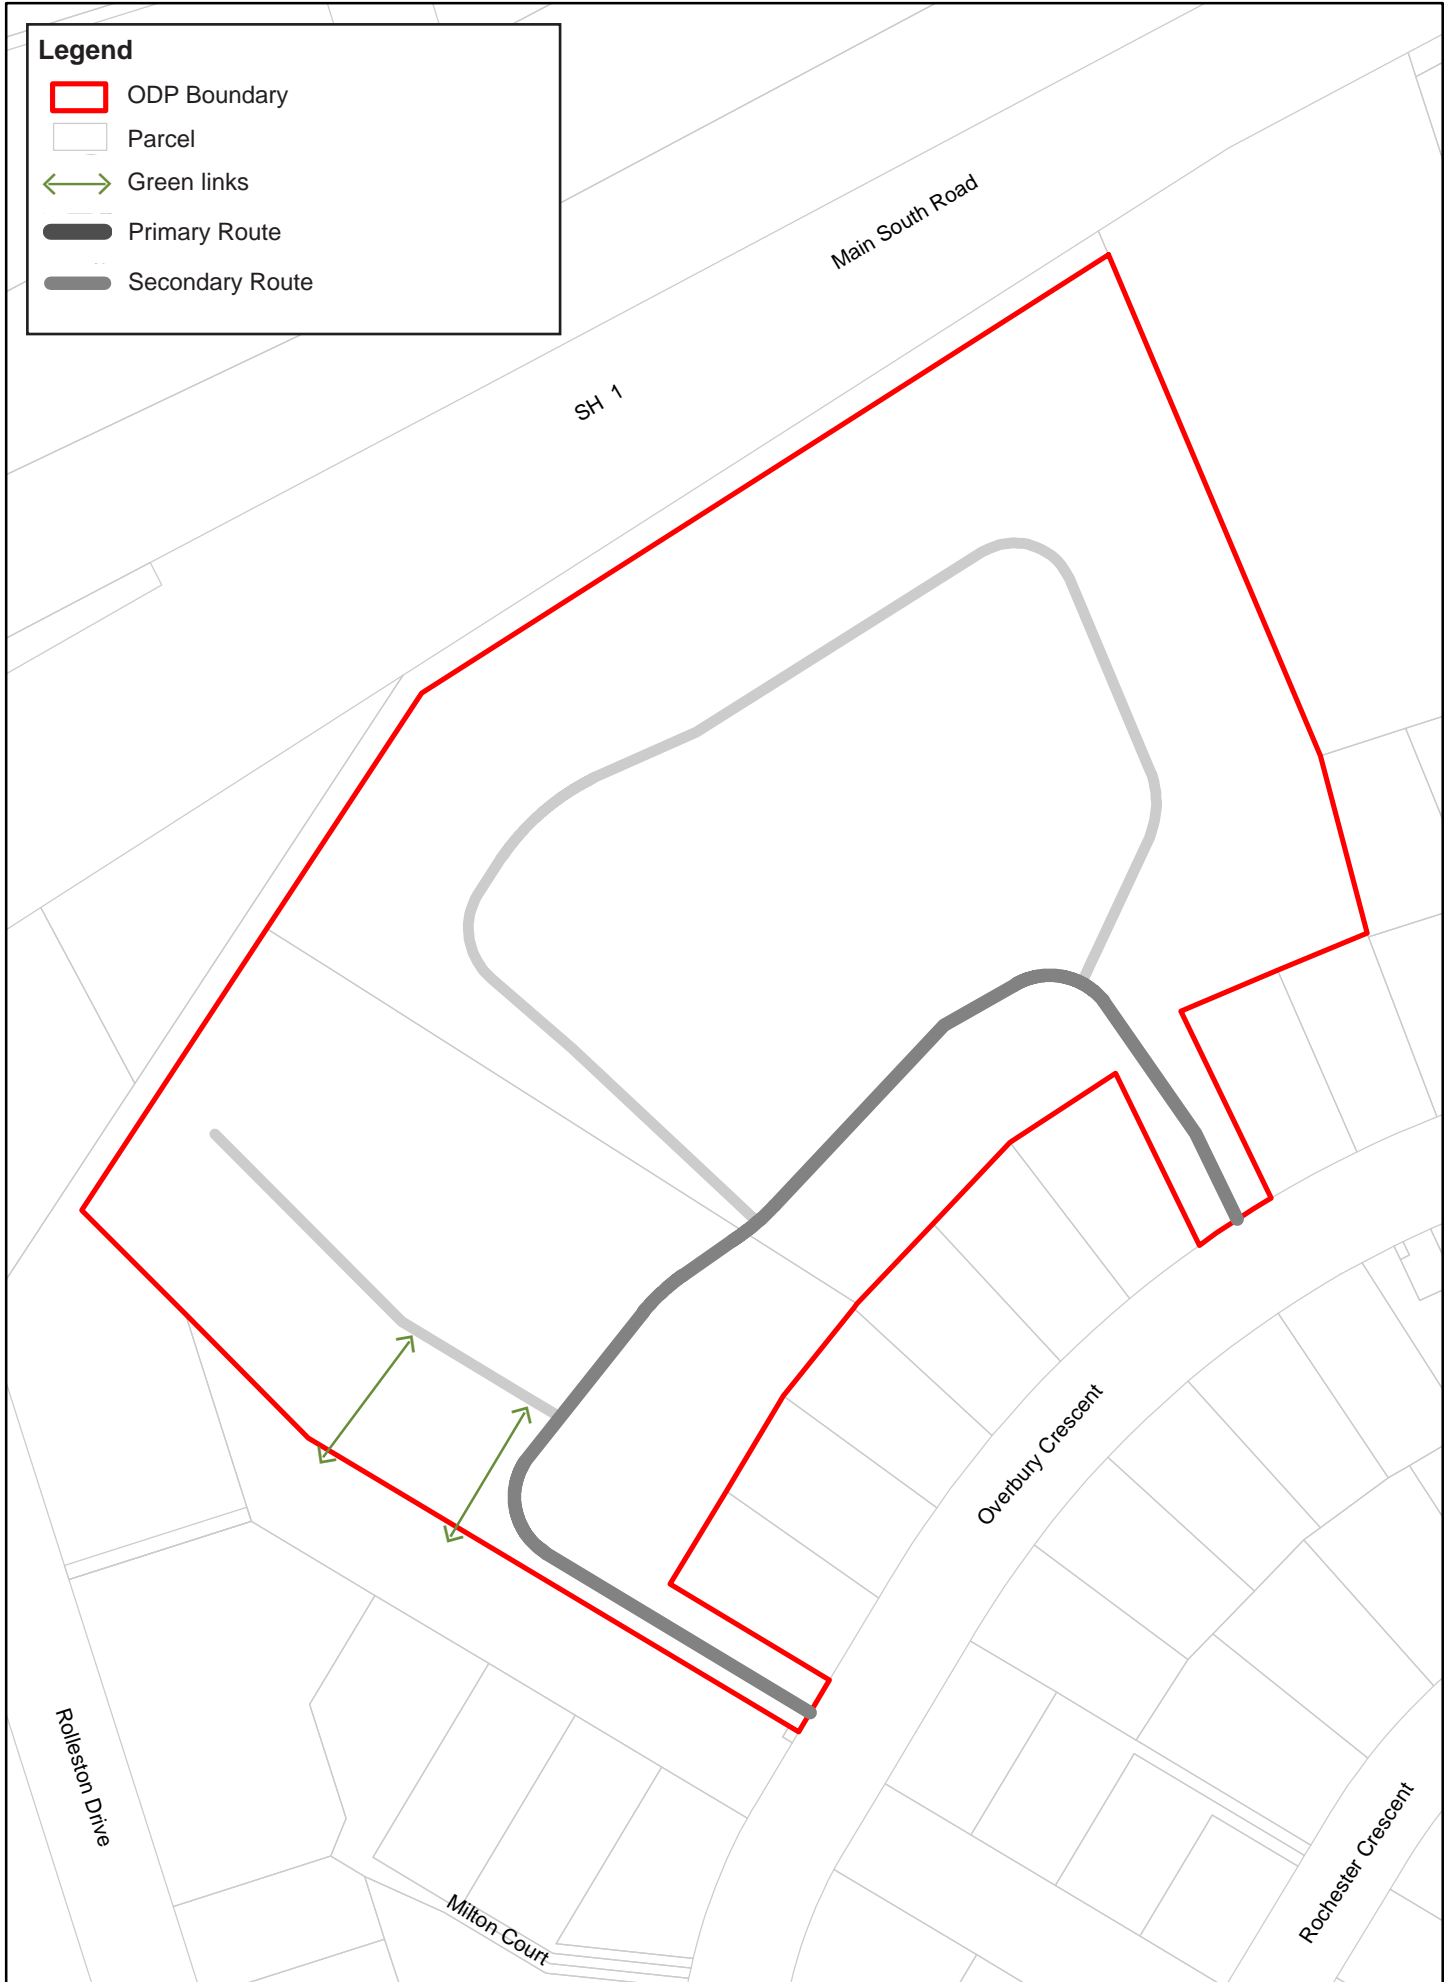 Legend
ODP Boundary
Parcel
Green links
Primary Route
Secondary Route
Main South Road
SH 1
Overbury Crescent
Rolleston Drive
Rochester Crescent
Milton Court